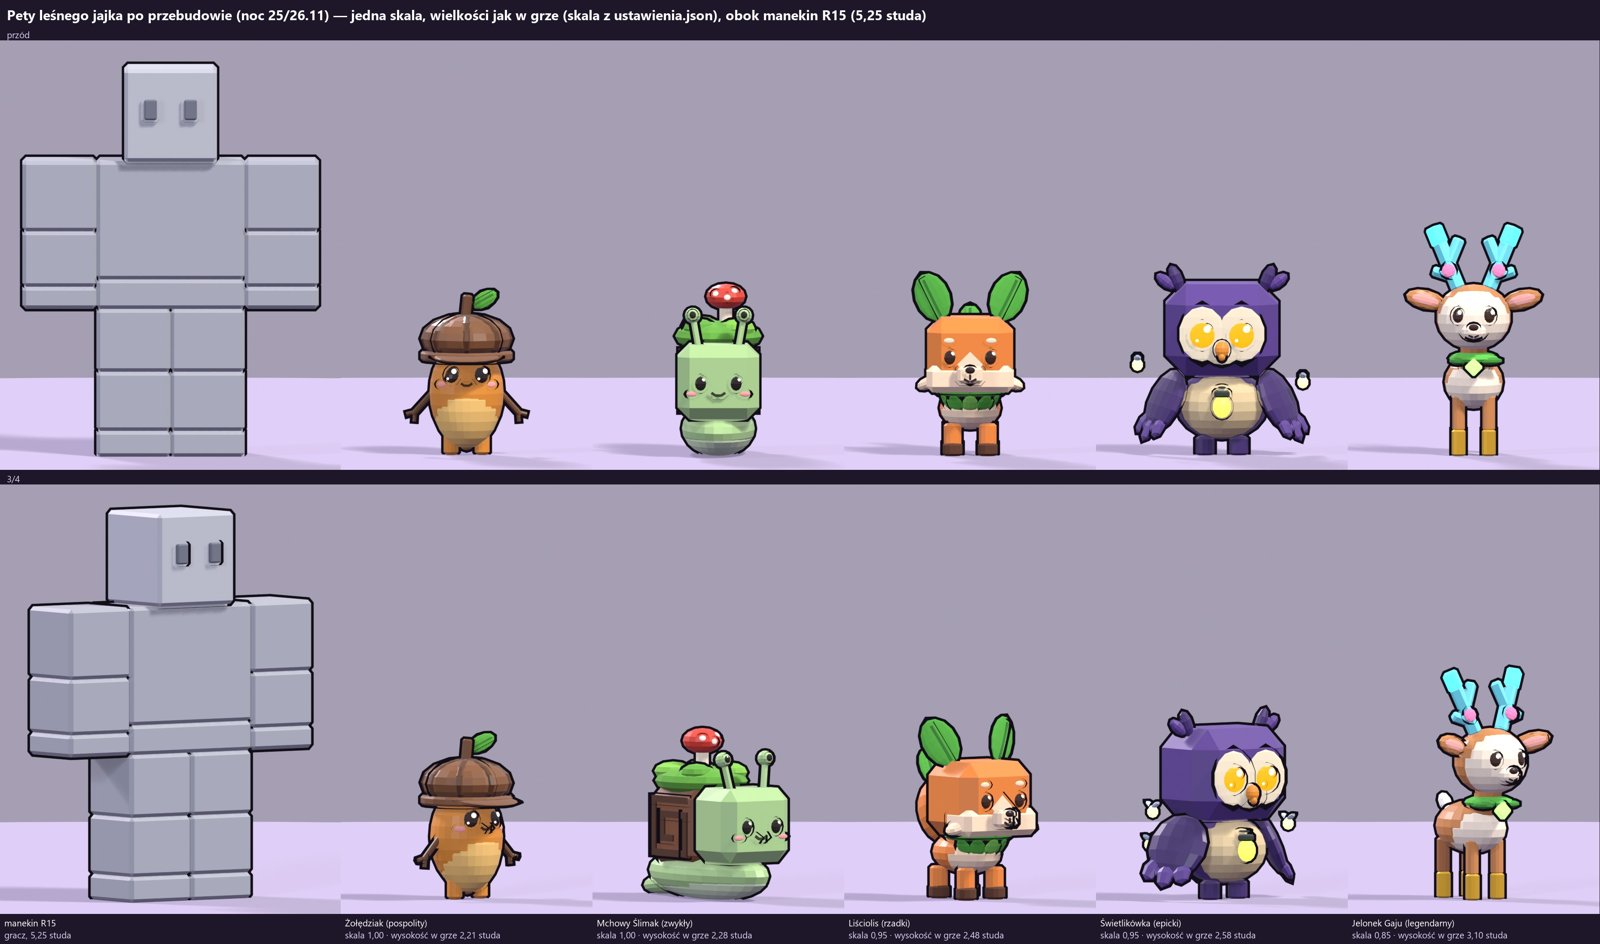 Pety leśnego jajka po przebudowie (noc 25/26.11) — jedna skala, wielkości jak w grze (skala z ustawienia.json), obok manekin R15 (5,25 studa)
przód
3/4
manekin R15
gracz, 5,25 studa
Żołędziak (pospolity)
skala 1,00 · wysokość w grze 2,21 studa
Mchowy Ślimak (zwykły)
skala 1,00 · wysokość w grze 2,28 studa
Liściolis (rzadki)
skala 0,95 · wysokość w grze 2,48 studa
Świetlikówka (epicki)
skala 0,95 · wysokość w grze 2,58 studa
Jelonek Gaju (legendarny)
skala 0,85 · wysokość w grze 3,10 studa